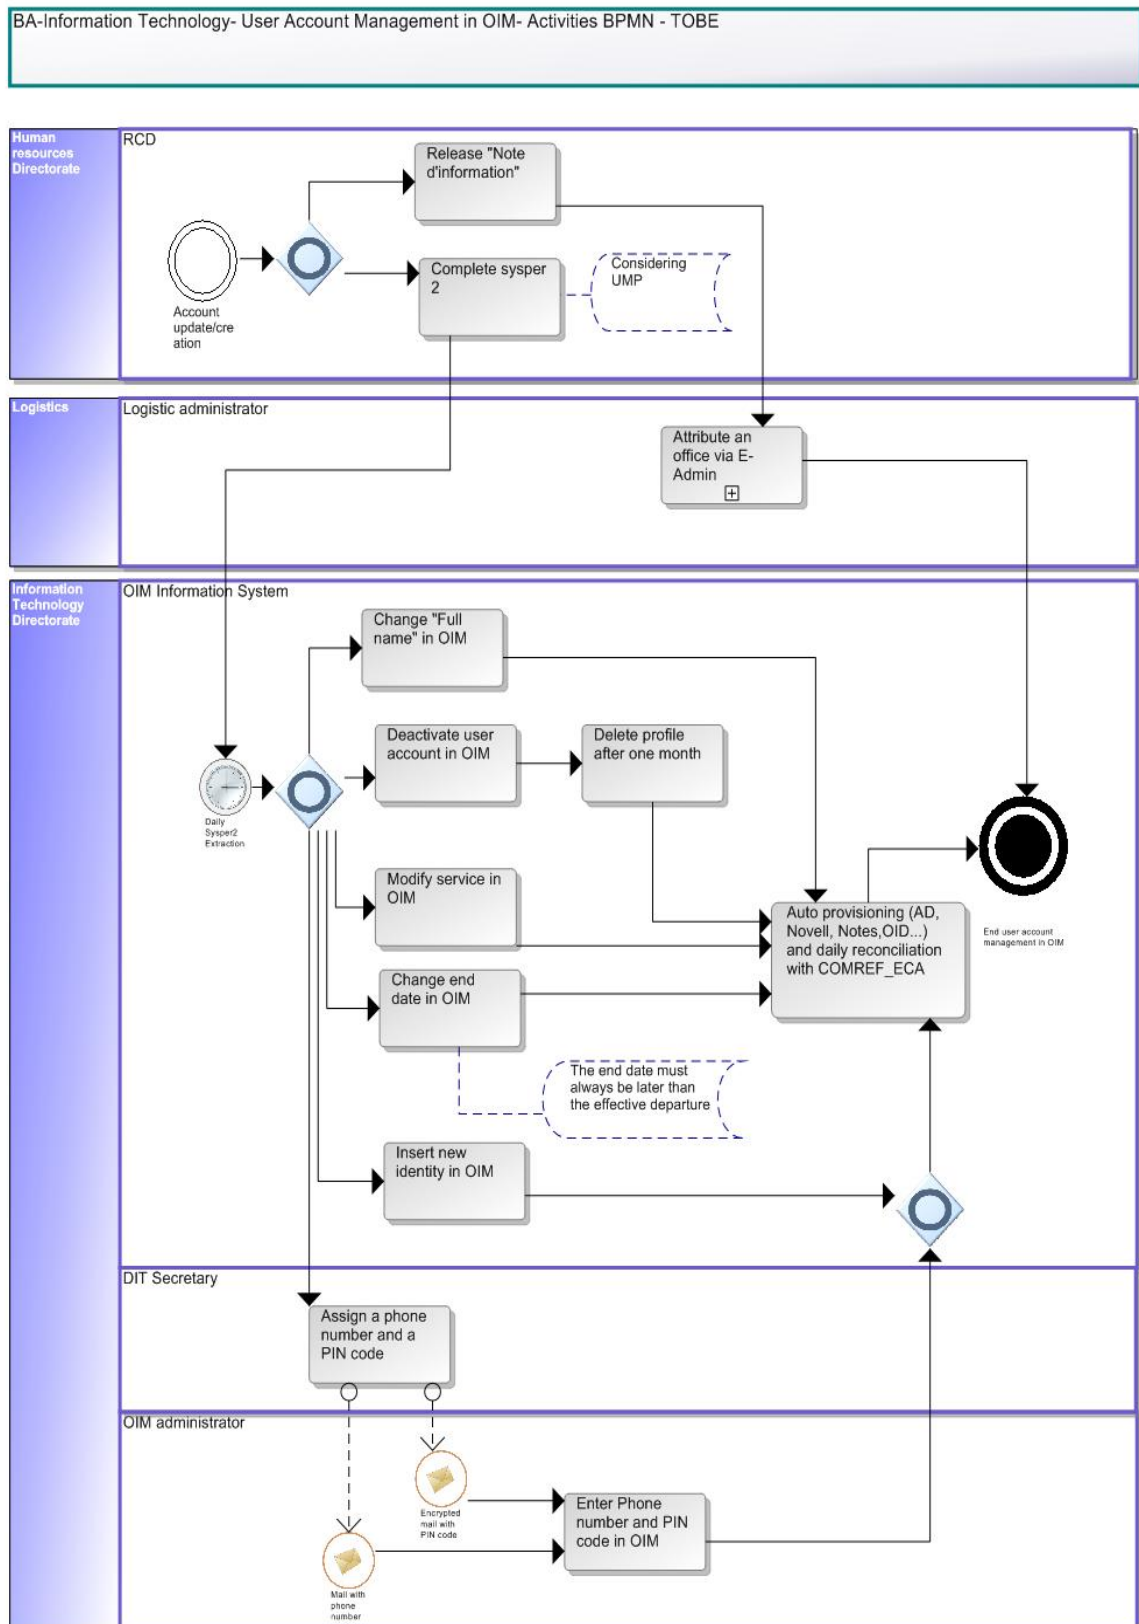 BA-Information Technology- User Account Management in OIM- Activities BPMN - TOBE
Human
resources
Directorate
RCD
Release "Note
d'information"
Complete sysper
2
Considering
UMP
Account
update/cre
ation
Logistics
Logistic administrator
Attribute an
office via E-
Admin
Information
Technology
Directorate
OIM Information System
Change "Full
name" in OIM
Deactivate user
account in OIM
Delete profile
after one month
Daily
Sysper2
Extraction
Modify service in
OIM
Auto provisioning (AD,
Novell, Notes,OID...)
and daily reconciliation
with COMREF_ECA
End user account
management in OIM
Change end
date in OIM
The end date must
always be later than
the effective departure
Insert new
identity in OIM
DIT Secretary
Assign a phone
number and a
PIN code
OIM administrator
Encrypted
mail with
PIN code
Enter Phone
number and PIN
code in OIM
Mail with
phone
number